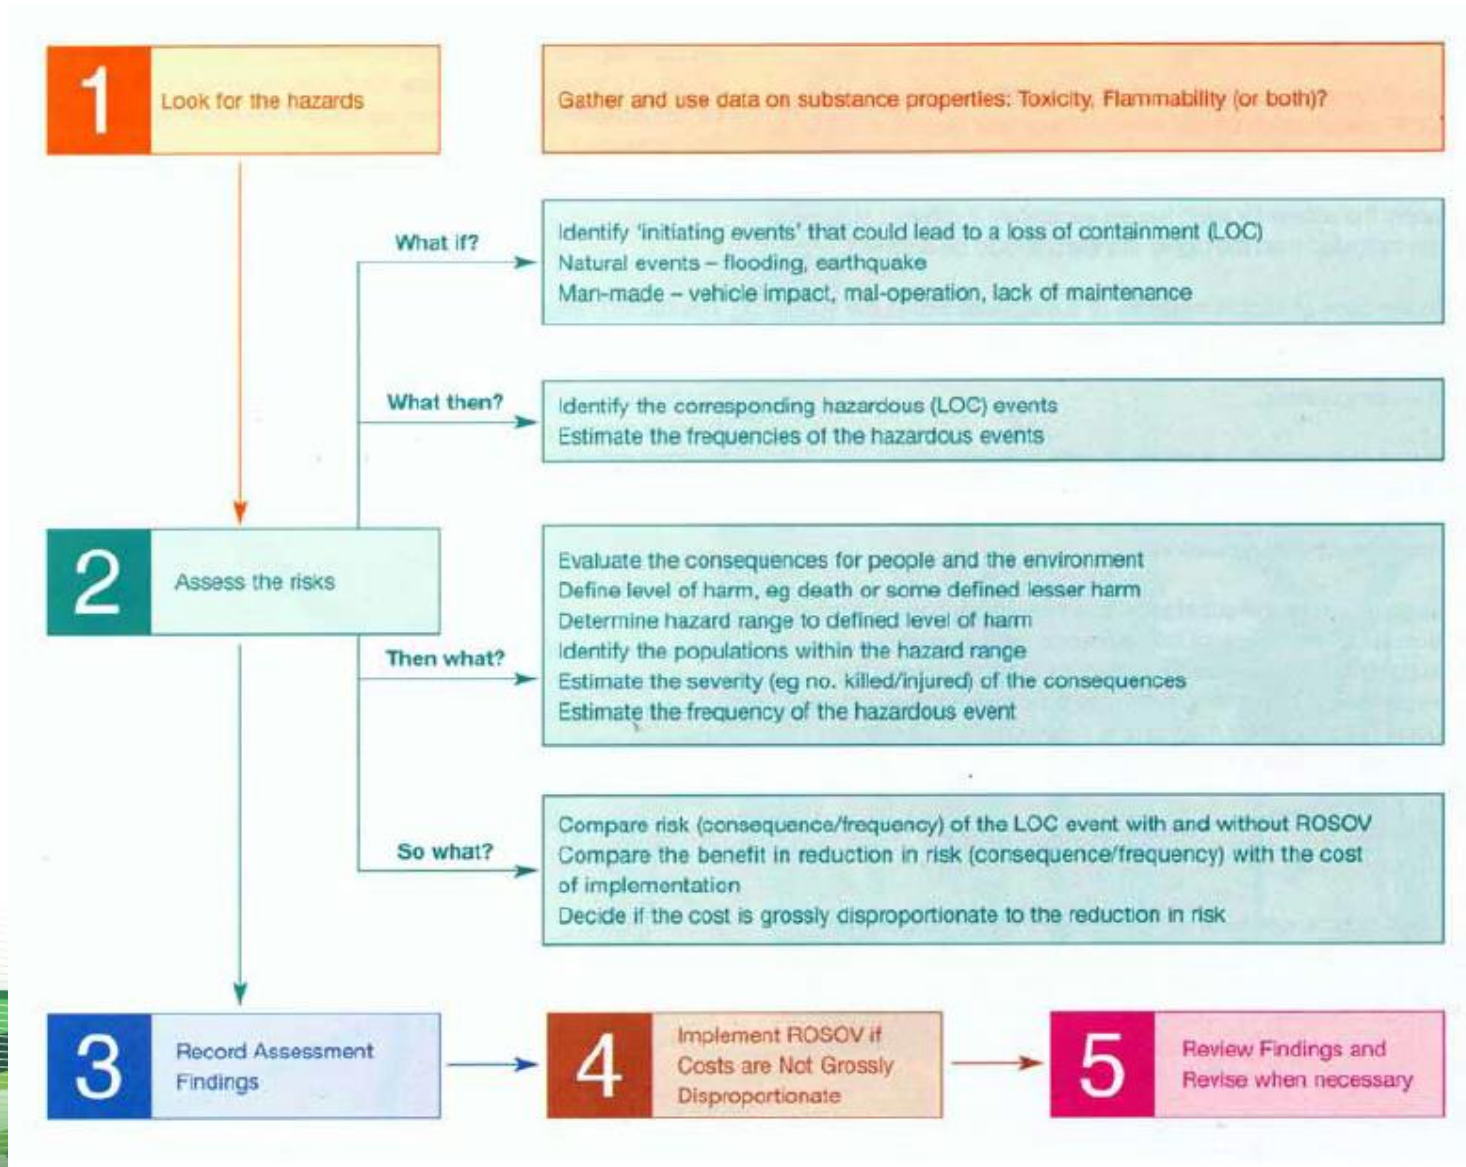 1
Look for the hazards
Gather and use data on substance properties: Toxicity, Flammability (or both)?
What if?
Identify 'initiating events' that could lead to a loss of containment (LOC)
Natural events – flooding, earthquake
Man-made – vehicle impact, mal-operation, lack of maintenance
What then?
Identify the corresponding hazardous (LOC) events
Estimate the frequencies of the hazardous events
2
Assess the risks
Then what?
Evaluate the consequences for people and the environment
Define level of harm, eg death or some defined lesser harm
Determine hazard range to defined level of harm
Identify the populations within the hazard range
Estimate the severity (eg no. killed/injured) of the consequences
Estimate the frequency of the hazardous event
So what?
Compare risk (consequence/frequency) of the LOC event with and without ROSOV
Compare the benefit in reduction in risk (consequence/frequency) with the cost
of implementation
Decide if the cost is grossly disproportionate to the reduction in risk
3
Record Assessment
Findings
4
Implement ROSOV if
Costs are Not Grossly
Disproportionate
5
Review Findings and
Revise when necessary